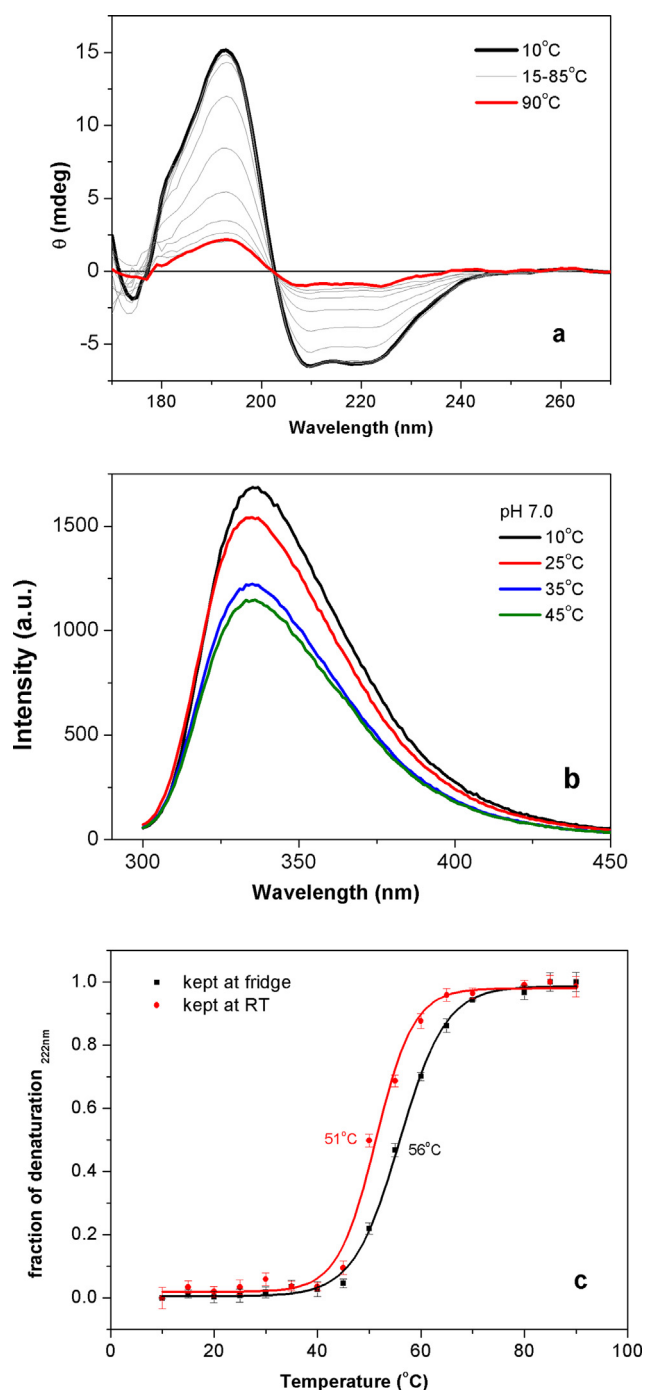 15
10
5
0
-5
θ (mdeg)
10°C
15-85°C
90°C
a
180 200 220 240 260
Wavelength (nm)
1500
1000
500
0
Intensity (a.u.)
pH 7.0
10°C
25°C
35°C
45°C
b
300 350 400 450
Wavelength (nm)
1.0
0.8
0.6
0.4
0.2
0.0
fraction of denaturation 222nm
kept at fridge
kept at RT
51°C
56°C
c
0 20 40 60 80 100
Temperature (°C)